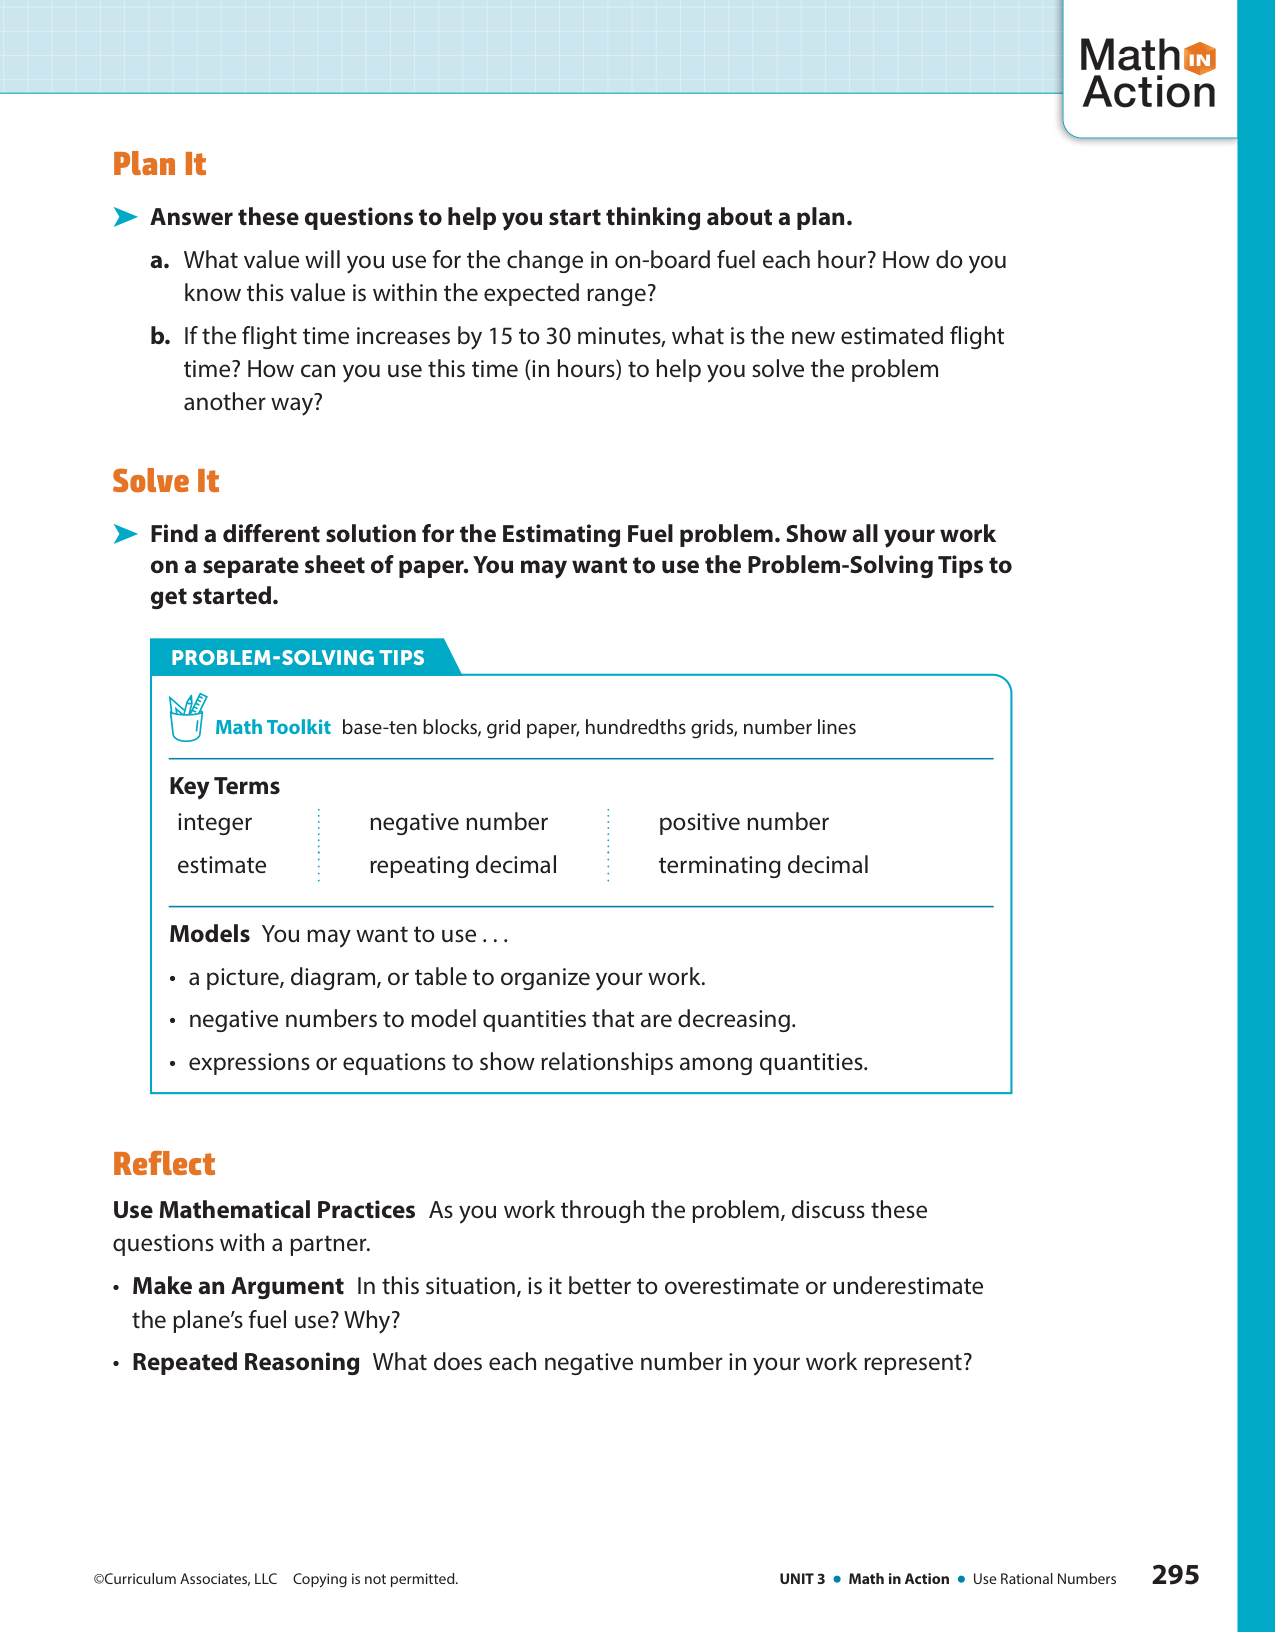 Math IN
Action
Plan It
Answer these questions to help you start thinking about a plan.
a. What value will you use for the change in on-board fuel each hour? How do you
know this value is within the expected range?
b. If the flight time increases by 15 to 30 minutes, what is the new estimated flight
time? How can you use this time (in hours) to help you solve the problem
another way?
Solve It
Find a different solution for the Estimating Fuel problem. Show all your work
on a separate sheet of paper. You may want to use the Problem-Solving Tips to
get started.
PROBLEM-SOLVING TIPS
Math Toolkit base-ten blocks, grid paper, hundredths grids, number lines
Key Terms
integer negative number positive number
estimate repeating decimal terminating decimal
Models You may want to use . . .
• a picture, diagram, or table to organize your work.
• negative numbers to model quantities that are decreasing.
• expressions or equations to show relationships among quantities.
Reflect
Use Mathematical Practices As you work through the problem, discuss these
questions with a partner.
• Make an Argument In this situation, is it better to overestimate or underestimate
the plane’s fuel use? Why?
• Repeated Reasoning What does each negative number in your work represent?
©Curriculum Associates, LLC Copying is not permitted. UNIT 3 • Math in Action • Use Rational Numbers 295